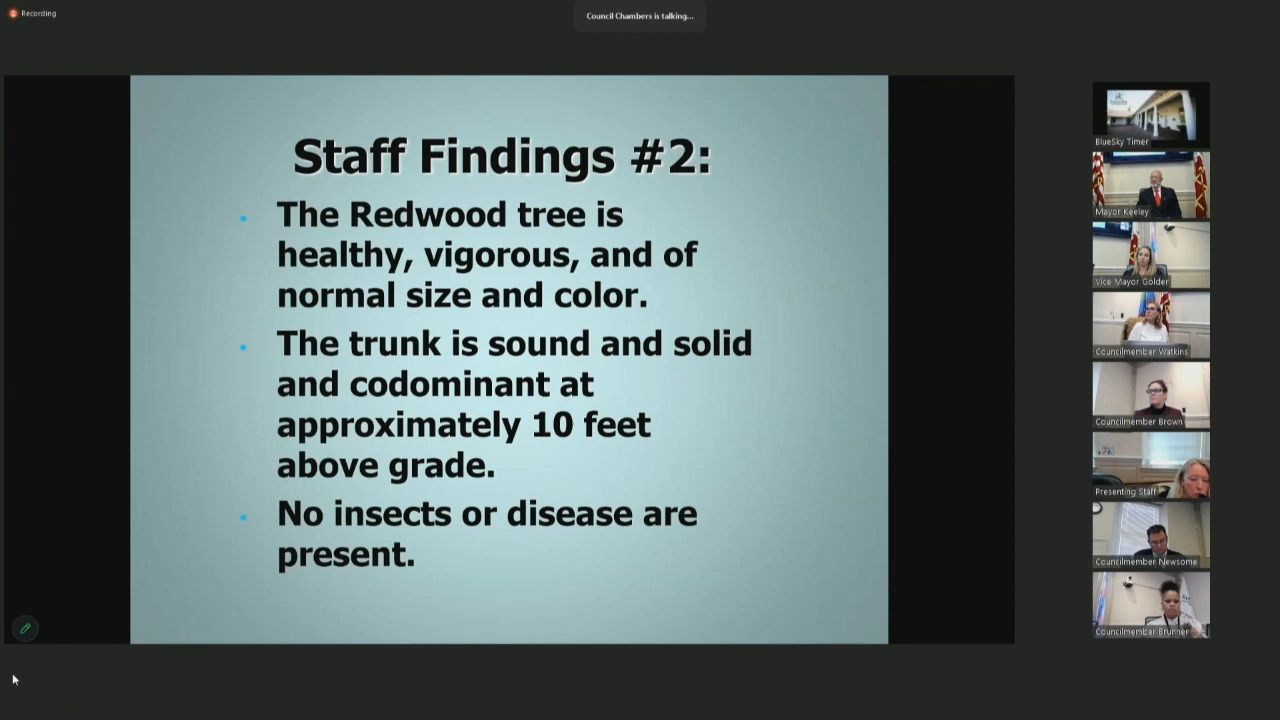 Recording
Council Chambers is talking...
Staff Findings #2:
The Redwood tree is
healthy, vigorous, and of
normal size and color.
The trunk is sound and solid
and codominant at
approximately 10 feet
above grade.
No insects or disease are
present.
BlueSky Timer
Mayor Keeley
Vice Mayor Golder
Councilmember Watkins
Councilmember Brown
Presenting Staff
Councilmember Newsome
Councilmember Brunner